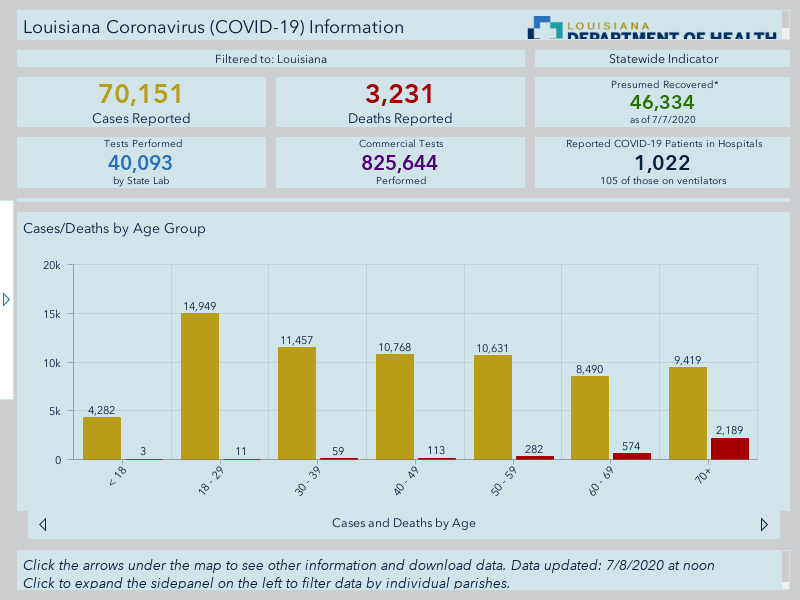 Louisiana Coronavirus (COVID-19) Information
LOUISIANA
DEPARTMENT OF HEALTH
Filtered to: Louisiana
Statewide Indicator
70,151
Cases Reported
3,231
Deaths Reported
Presumed Recovered*
46,334
as of 7/7/2020
Tests Performed
40,093
by State Lab
Commercial Tests
825,644
Performed
Reported COVID-19 Patients in Hospitals
1,022
105 of those on ventilators
Cases/Deaths by Age Group
20k
15k
10k
5k
0
4,282
3
14,949
11
11,457
59
10,768
113
10,631
282
8,490
574
9,419
2,189
< 18
18 - 29
30 - 39
40 - 49
50 - 59
60 - 69
70+
Cases and Deaths by Age
Click the arrows under the map to see other information and download data. Data updated: 7/8/2020 at noon
Click to expand the sidepanel on the left to filter data by individual parishes.